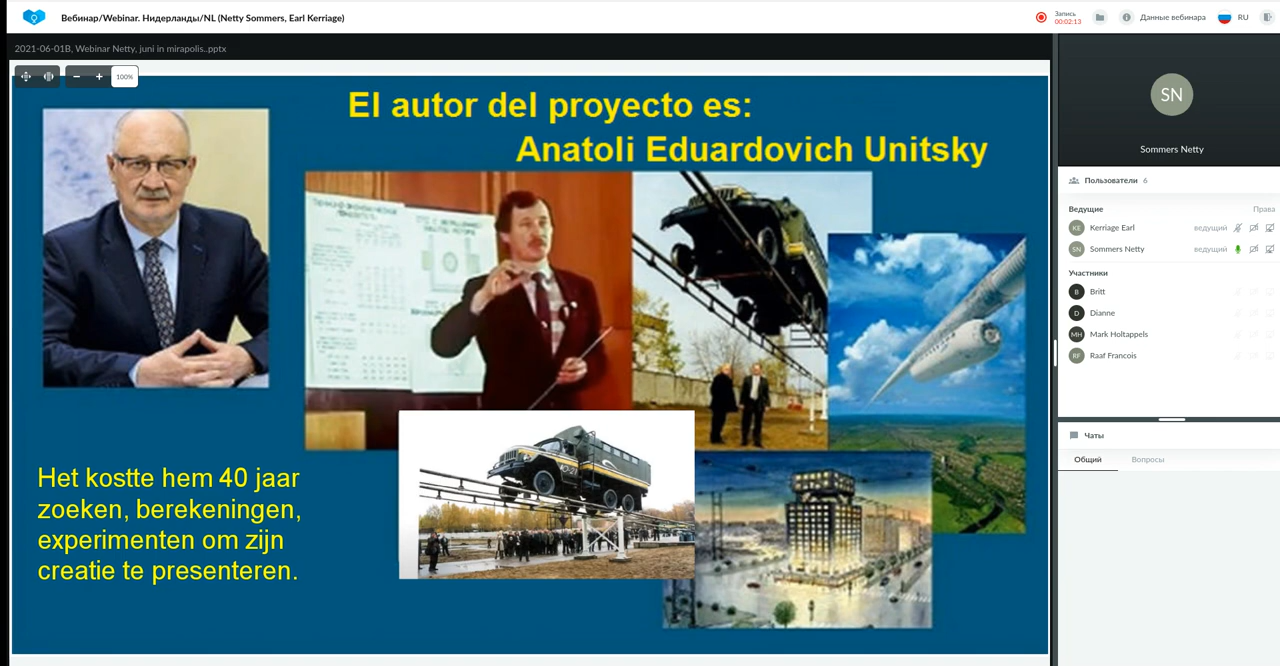 Вебинар/Webinar. Нидерланды/NL (Netty Sommers, Earl Kerriage)
Запись
00:02:13
Данные вебинара
RU
2021-06-01B, Webinar Netty, juni in mirapolis..pptx
100%
El autor del proyecto es:
Anatoli Eduardovich Unitsky
Het kostte hem 40 jaar
zoeken, berekeningen,
experimenten om zijn
creatie te presenteren.
SN
Sommers Netty
Пользователи 6
Ведущие Права
KE Kerriage Earl ведущий
SN Sommers Netty ведущий
Участники
B Britt
D Dianne
MH Mark Holtappels
RF Raaf Francois
Чаты
Общий Вопросы